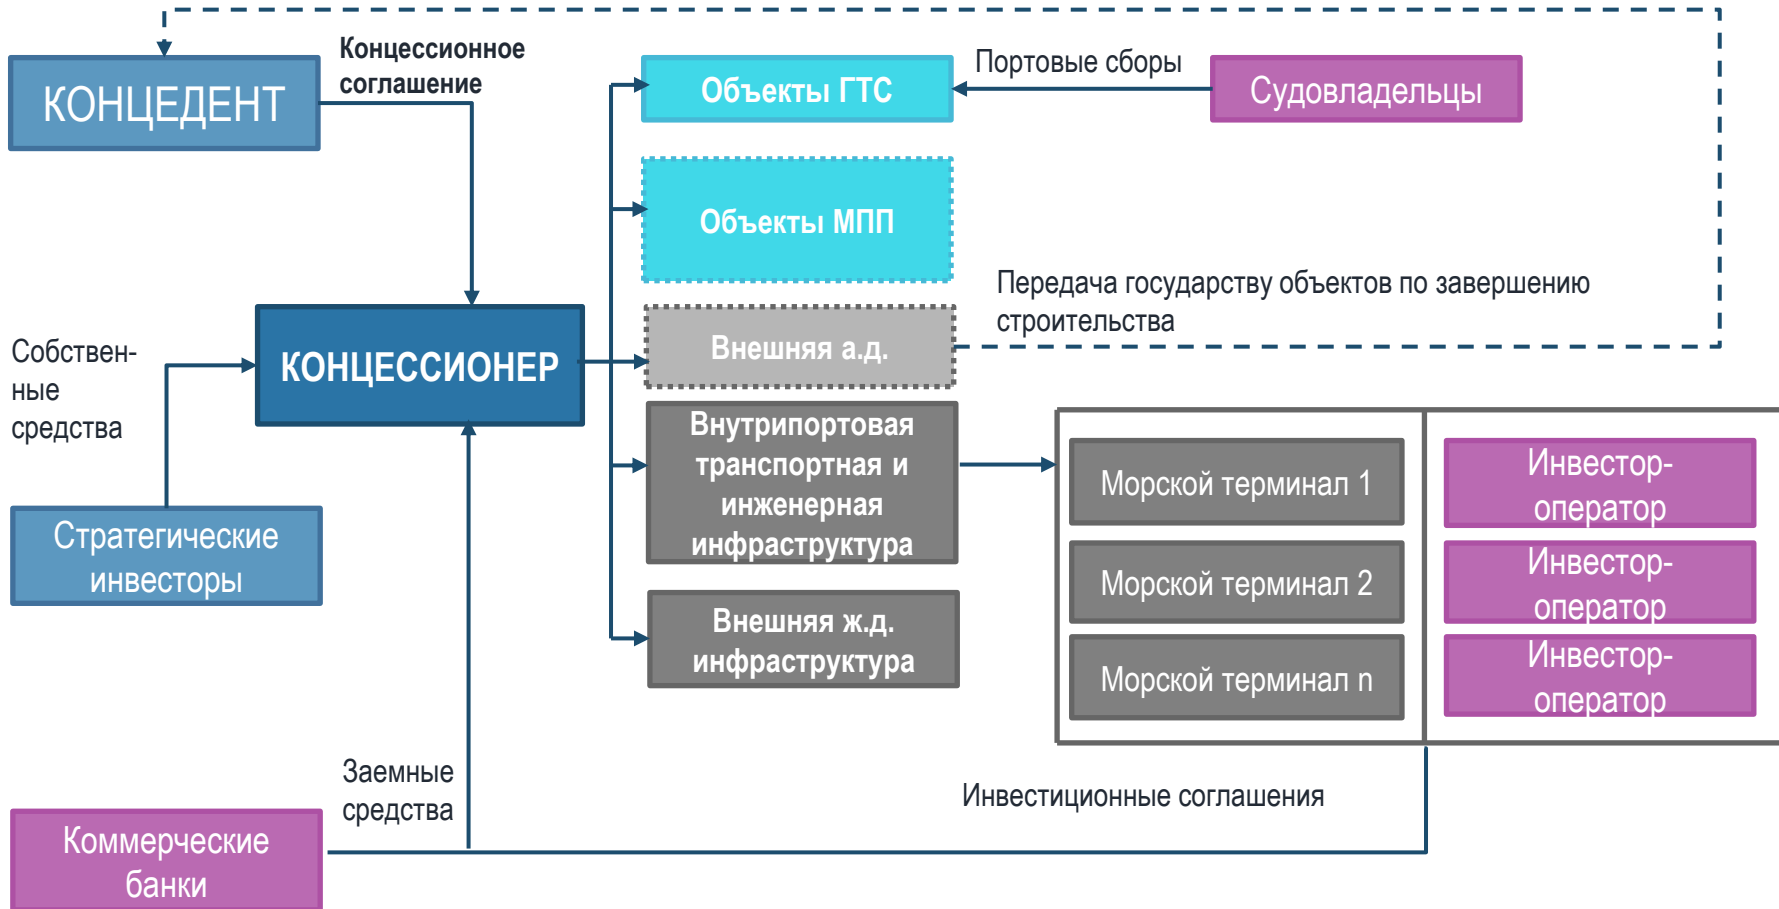 КОНЦЕДЕНТ
Концессионное
соглашение
Объекты ГТС
Портовые сборы
Судовладельцы
Объекты МПП
Передача государству объектов по завершению
строительства
Внешняя а.д.
КОНЦЕССИОНЕР
Собствен-
ные
средства
Внутрипортовая
транспортная и
инженерная
инфраструктура
Морской терминал 1
Инвестор-
оператор
Стратегические
инвесторы
Морской терминал 2
Инвестор-
оператор
Внешняя ж.д.
инфраструктура
Морской терминал n
Инвестор-
оператор
Заемные
средства
Инвестиционные соглашения
Коммерческие
банки